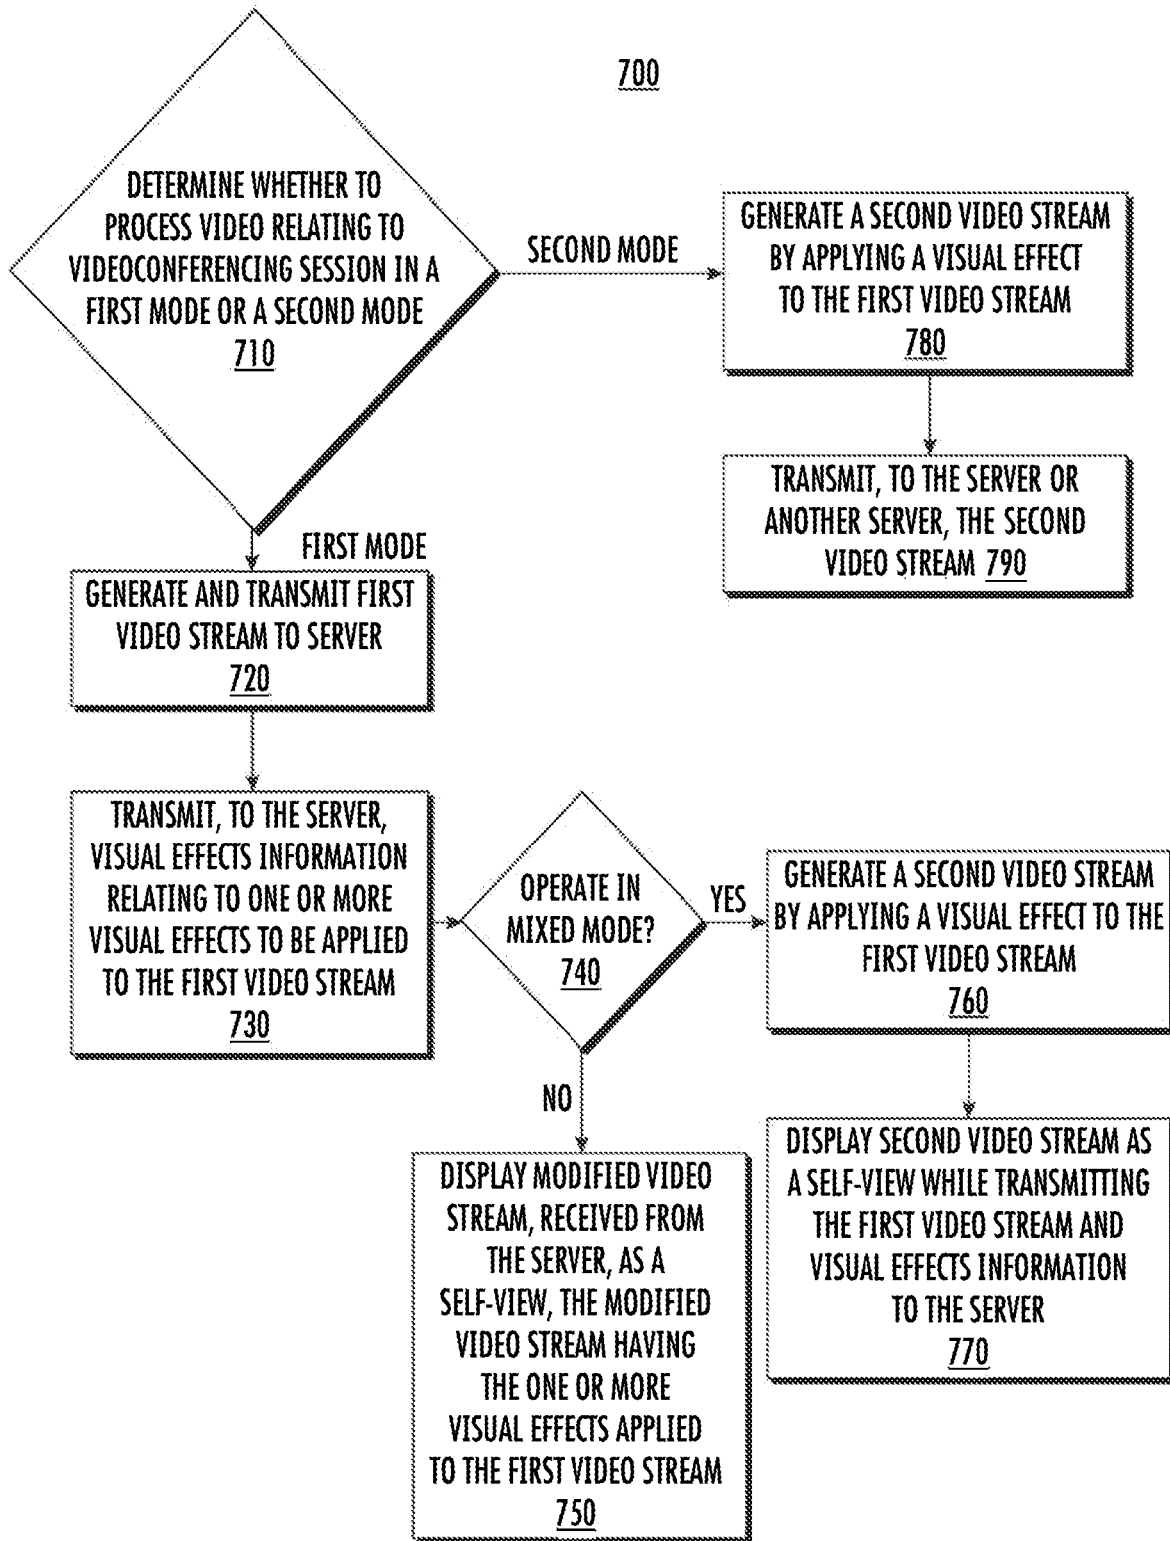 700
DETERMINE WHETHER TO
PROCESS VIDEO RELATING TO
VIDEOCONFERENCING SESSION IN A
FIRST MODE OR A SECOND MODE
710
SECOND MODE
GENERATE A SECOND VIDEO STREAM
BY APPLYING A VISUAL EFFECT
TO THE FIRST VIDEO STREAM
780
TRANSMIT, TO THE SERVER OR
ANOTHER SERVER, THE SECOND
VIDEO STREAM 790
FIRST MODE
GENERATE AND TRANSMIT FIRST
VIDEO STREAM TO SERVER
720
TRANSMIT, TO THE SERVER,
VISUAL EFFECTS INFORMATION
RELATING TO ONE OR MORE
VISUAL EFFECTS TO BE APPLIED
TO THE FIRST VIDEO STREAM
730
OPERATE IN
MIXED MODE?
740
YES
GENERATE A SECOND VIDEO STREAM
BY APPLYING A VISUAL EFFECT TO THE
FIRST VIDEO STREAM
760
DISPLAY SECOND VIDEO STREAM AS
A SELF-VIEW WHILE TRANSMITTING
THE FIRST VIDEO STREAM AND
VISUAL EFFECTS INFORMATION
TO THE SERVER
770
NO
DISPLAY MODIFIED VIDEO
STREAM, RECEIVED FROM
THE SERVER, AS A
SELF-VIEW, THE MODIFIED
VIDEO STREAM HAVING
THE ONE OR MORE
VISUAL EFFECTS APPLIED
TO THE FIRST VIDEO STREAM
750